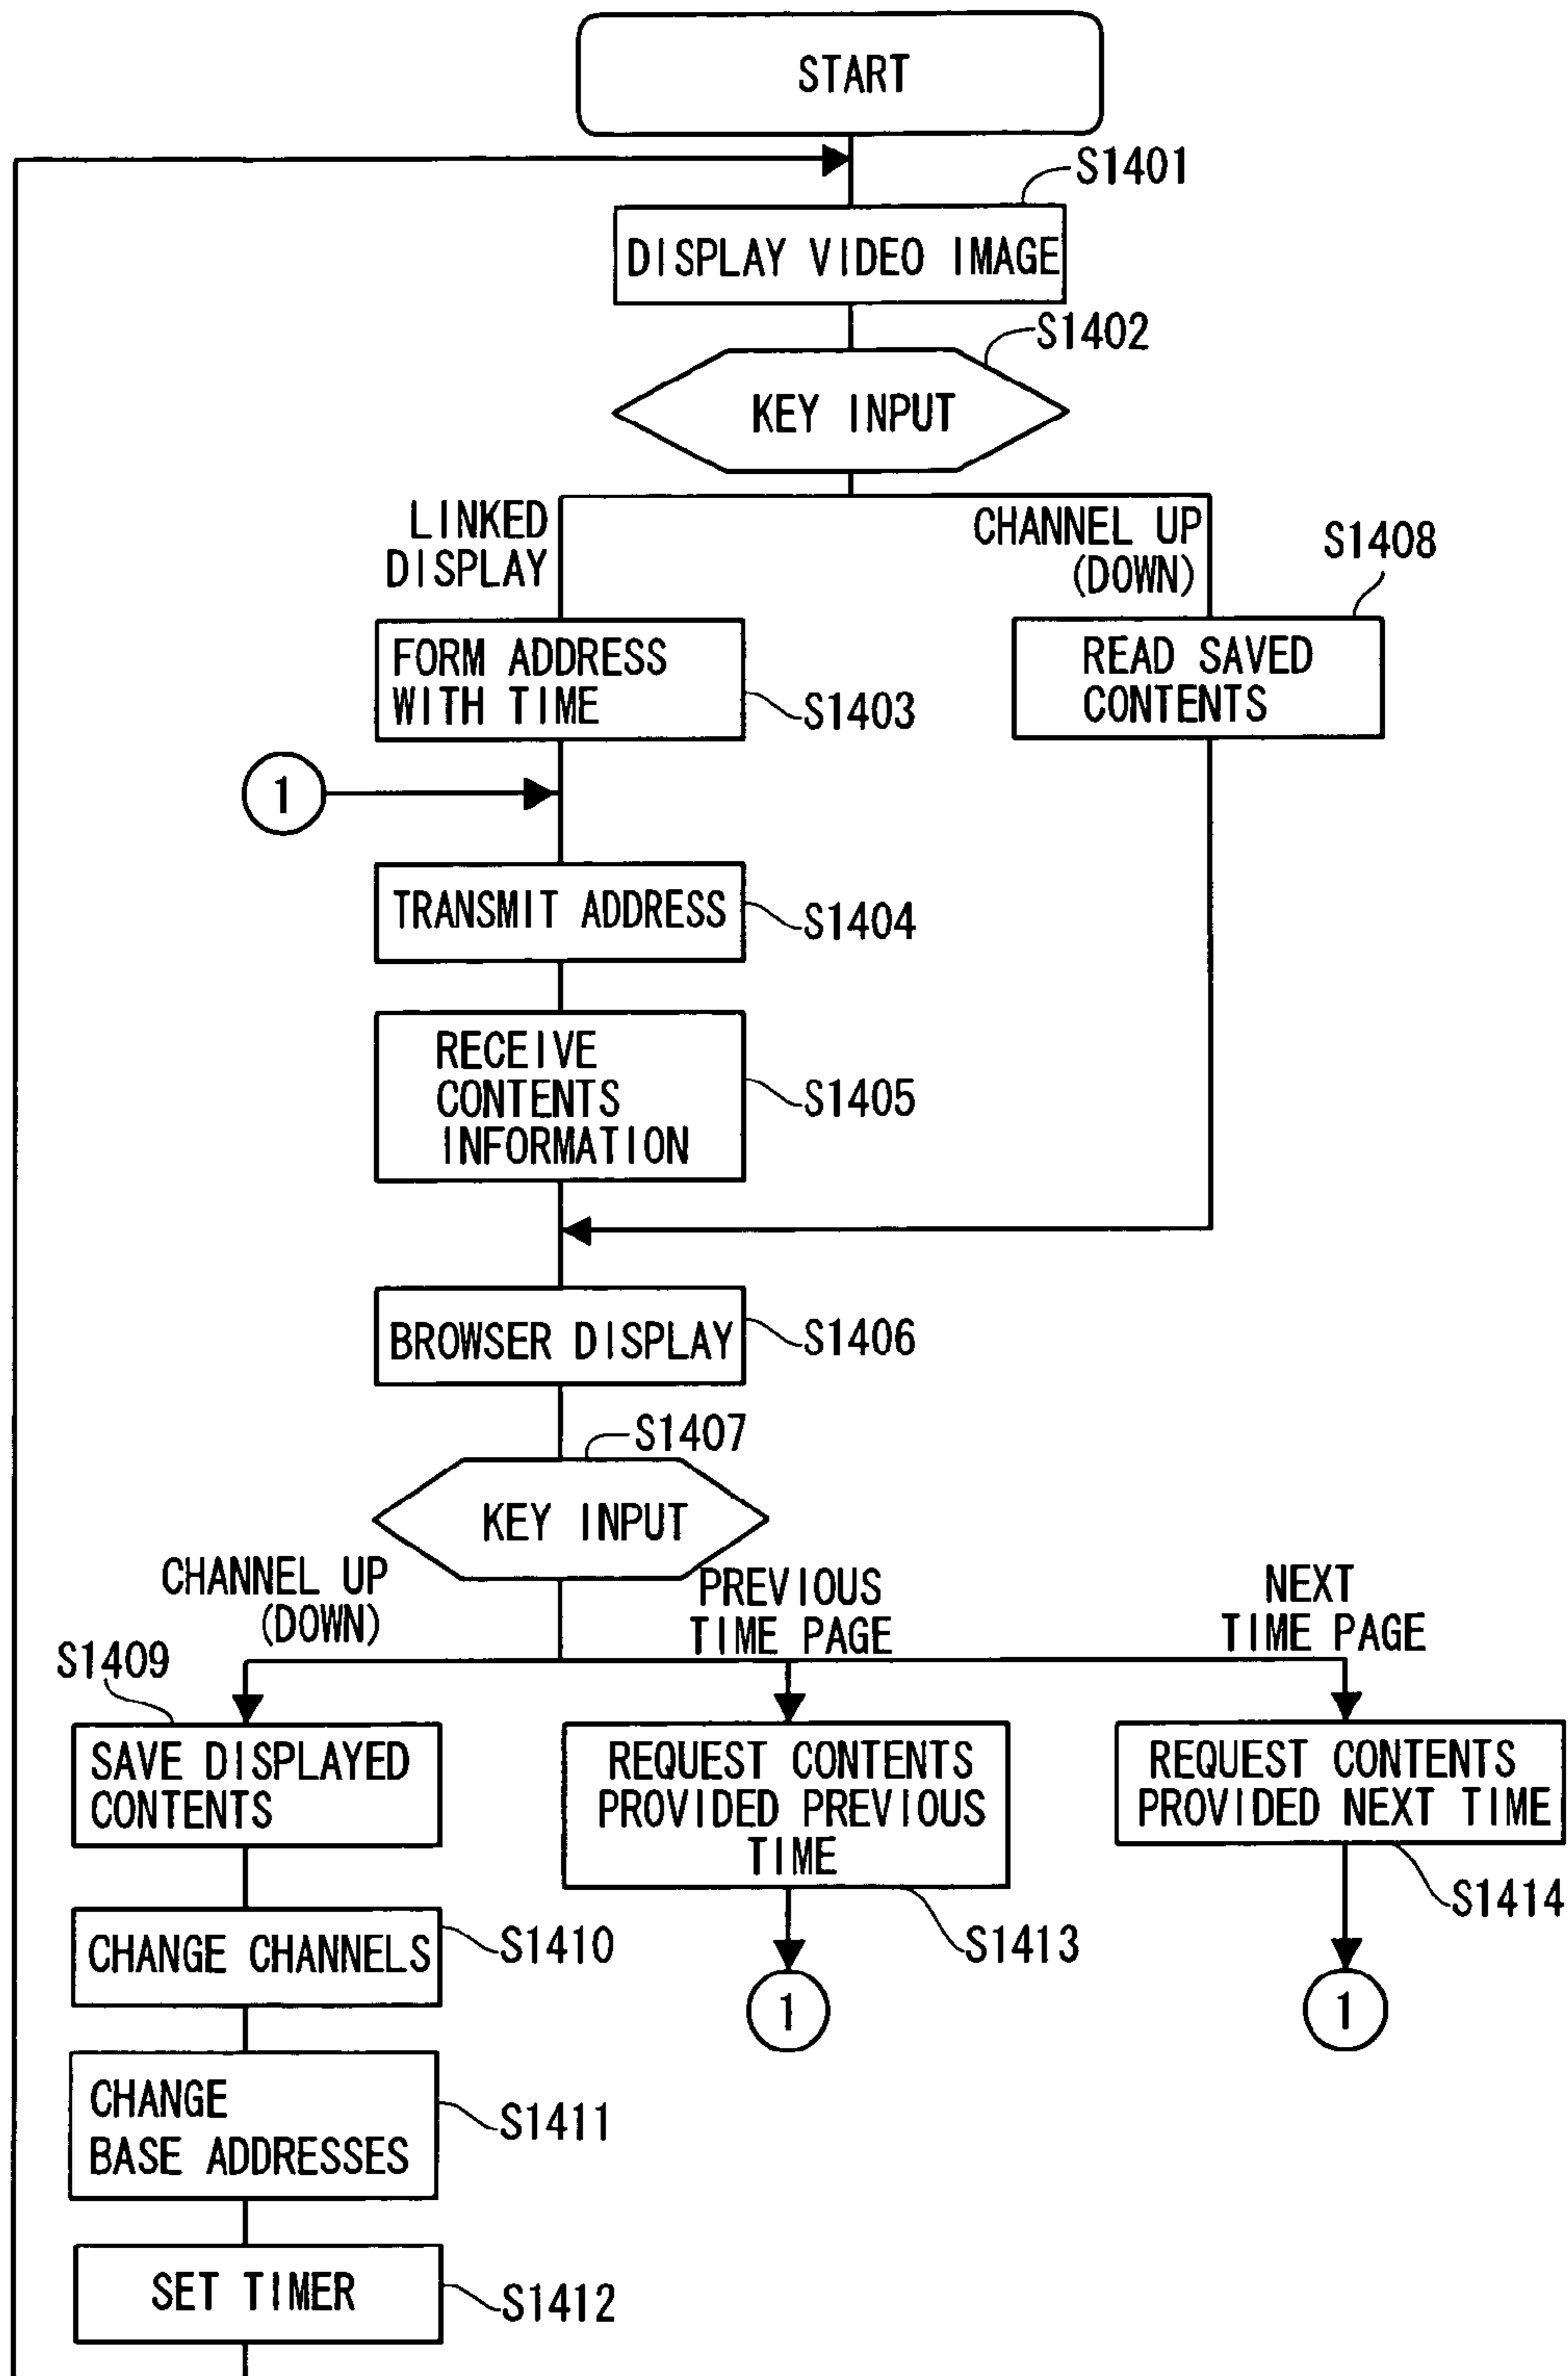 START
S1401
DISPLAY VIDEO IMAGE
S1402
KEY INPUT
LINKED
DISPLAY
CHANNEL UP
(DOWN)
S1408
FORM ADDRESS
WITH TIME
S1403
READ SAVED
CONTENTS
1
TRANSMIT ADDRESS
S1404
RECEIVE
CONTENTS
INFORMATION
S1405
BROWSER DISPLAY
S1406
S1407
KEY INPUT
CHANNEL UP
(DOWN)
PREVIOUS
TIME PAGE
NEXT
TIME PAGE
S1409
SAVE DISPLAYED
CONTENTS
REQUEST CONTENTS
PROVIDED PREVIOUS
TIME
REQUEST CONTENTS
PROVIDED NEXT TIME
S1414
CHANGE CHANNELS
S1410
S1413
1
1
CHANGE
BASE ADDRESSES
S1411
SET TIMER
S1412